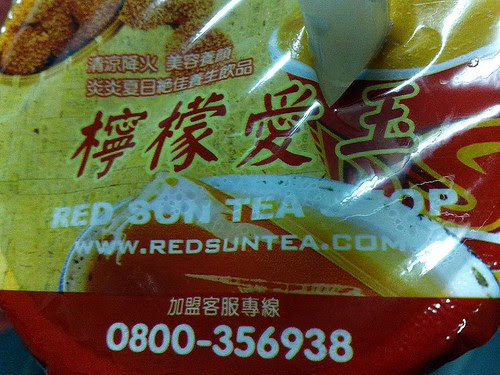 清涼降火 美容養顏
炎炎夏日絕佳養生飲品
檸檬愛玉
RED SUN TEA SHOP
WWW.REDSUNTEA.COM
加盟客服專線
0800-356938